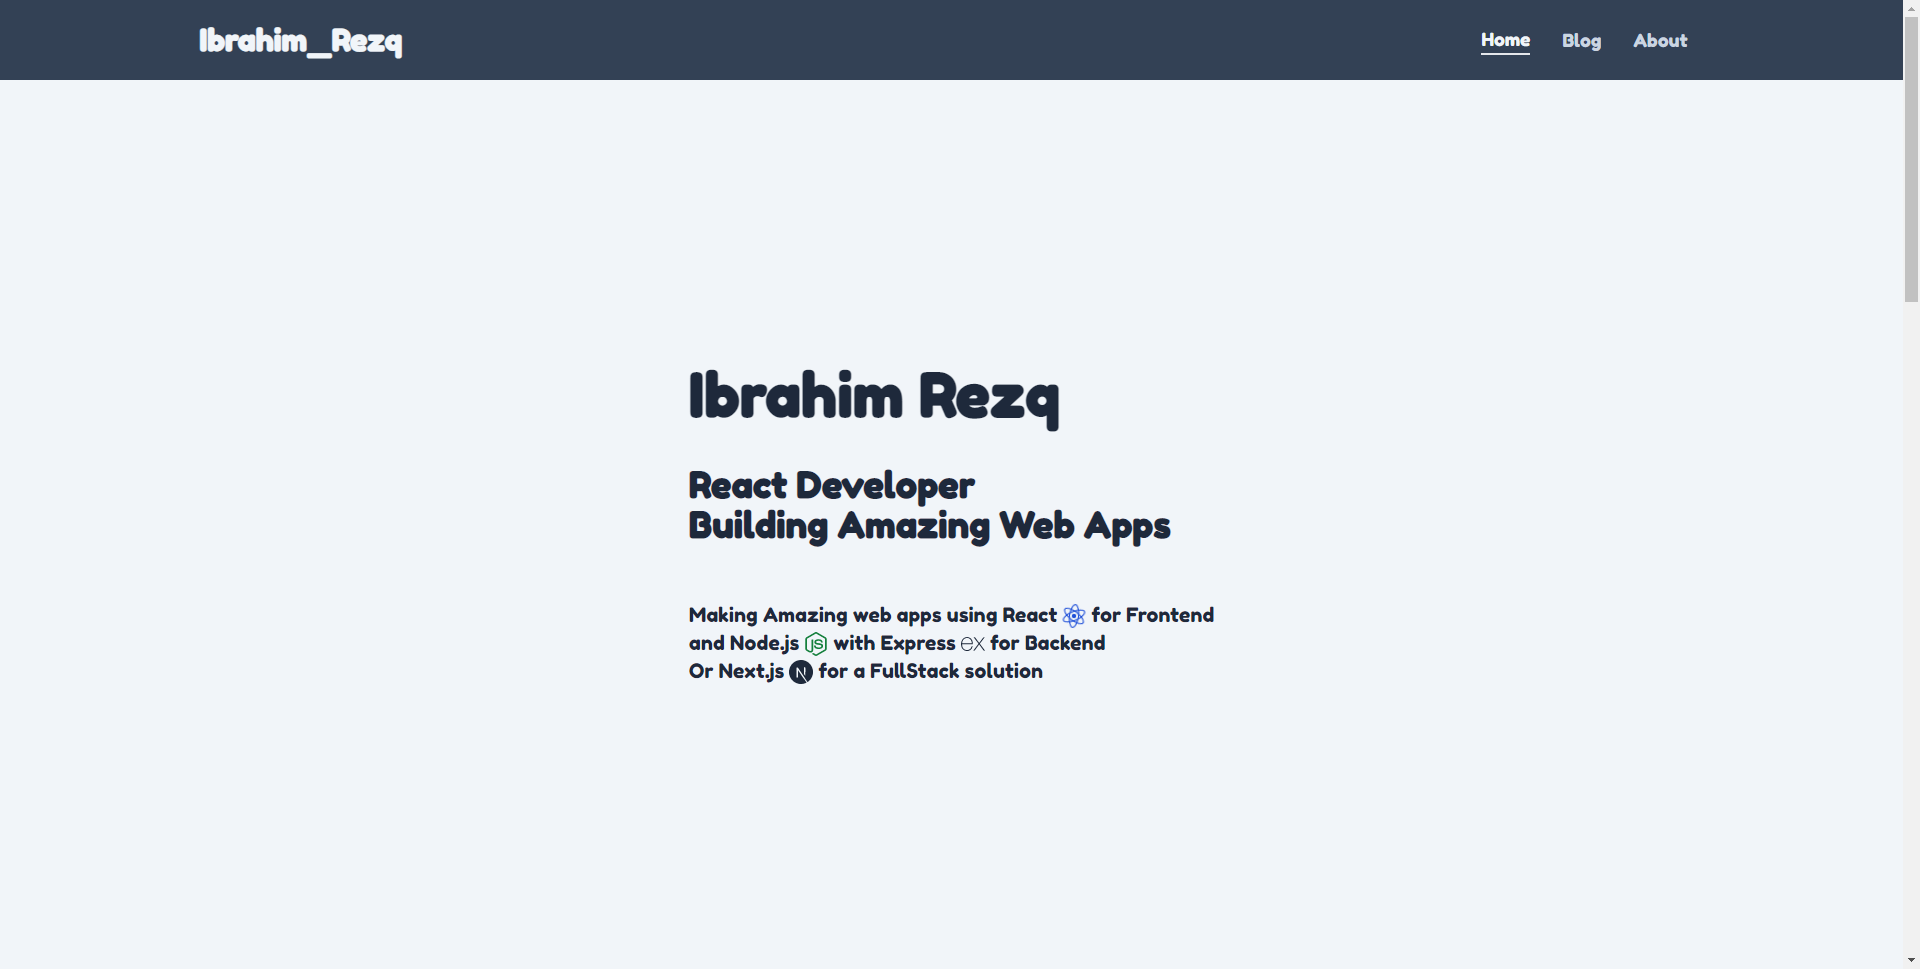 Ibrahim_Rezq
Home Blog About
Ibrahim Rezq
React Developer
Building Amazing Web Apps
Making Amazing web apps using React for Frontend
and Node.js JS with Express ex for Backend
Or Next.js N for a FullStack solution